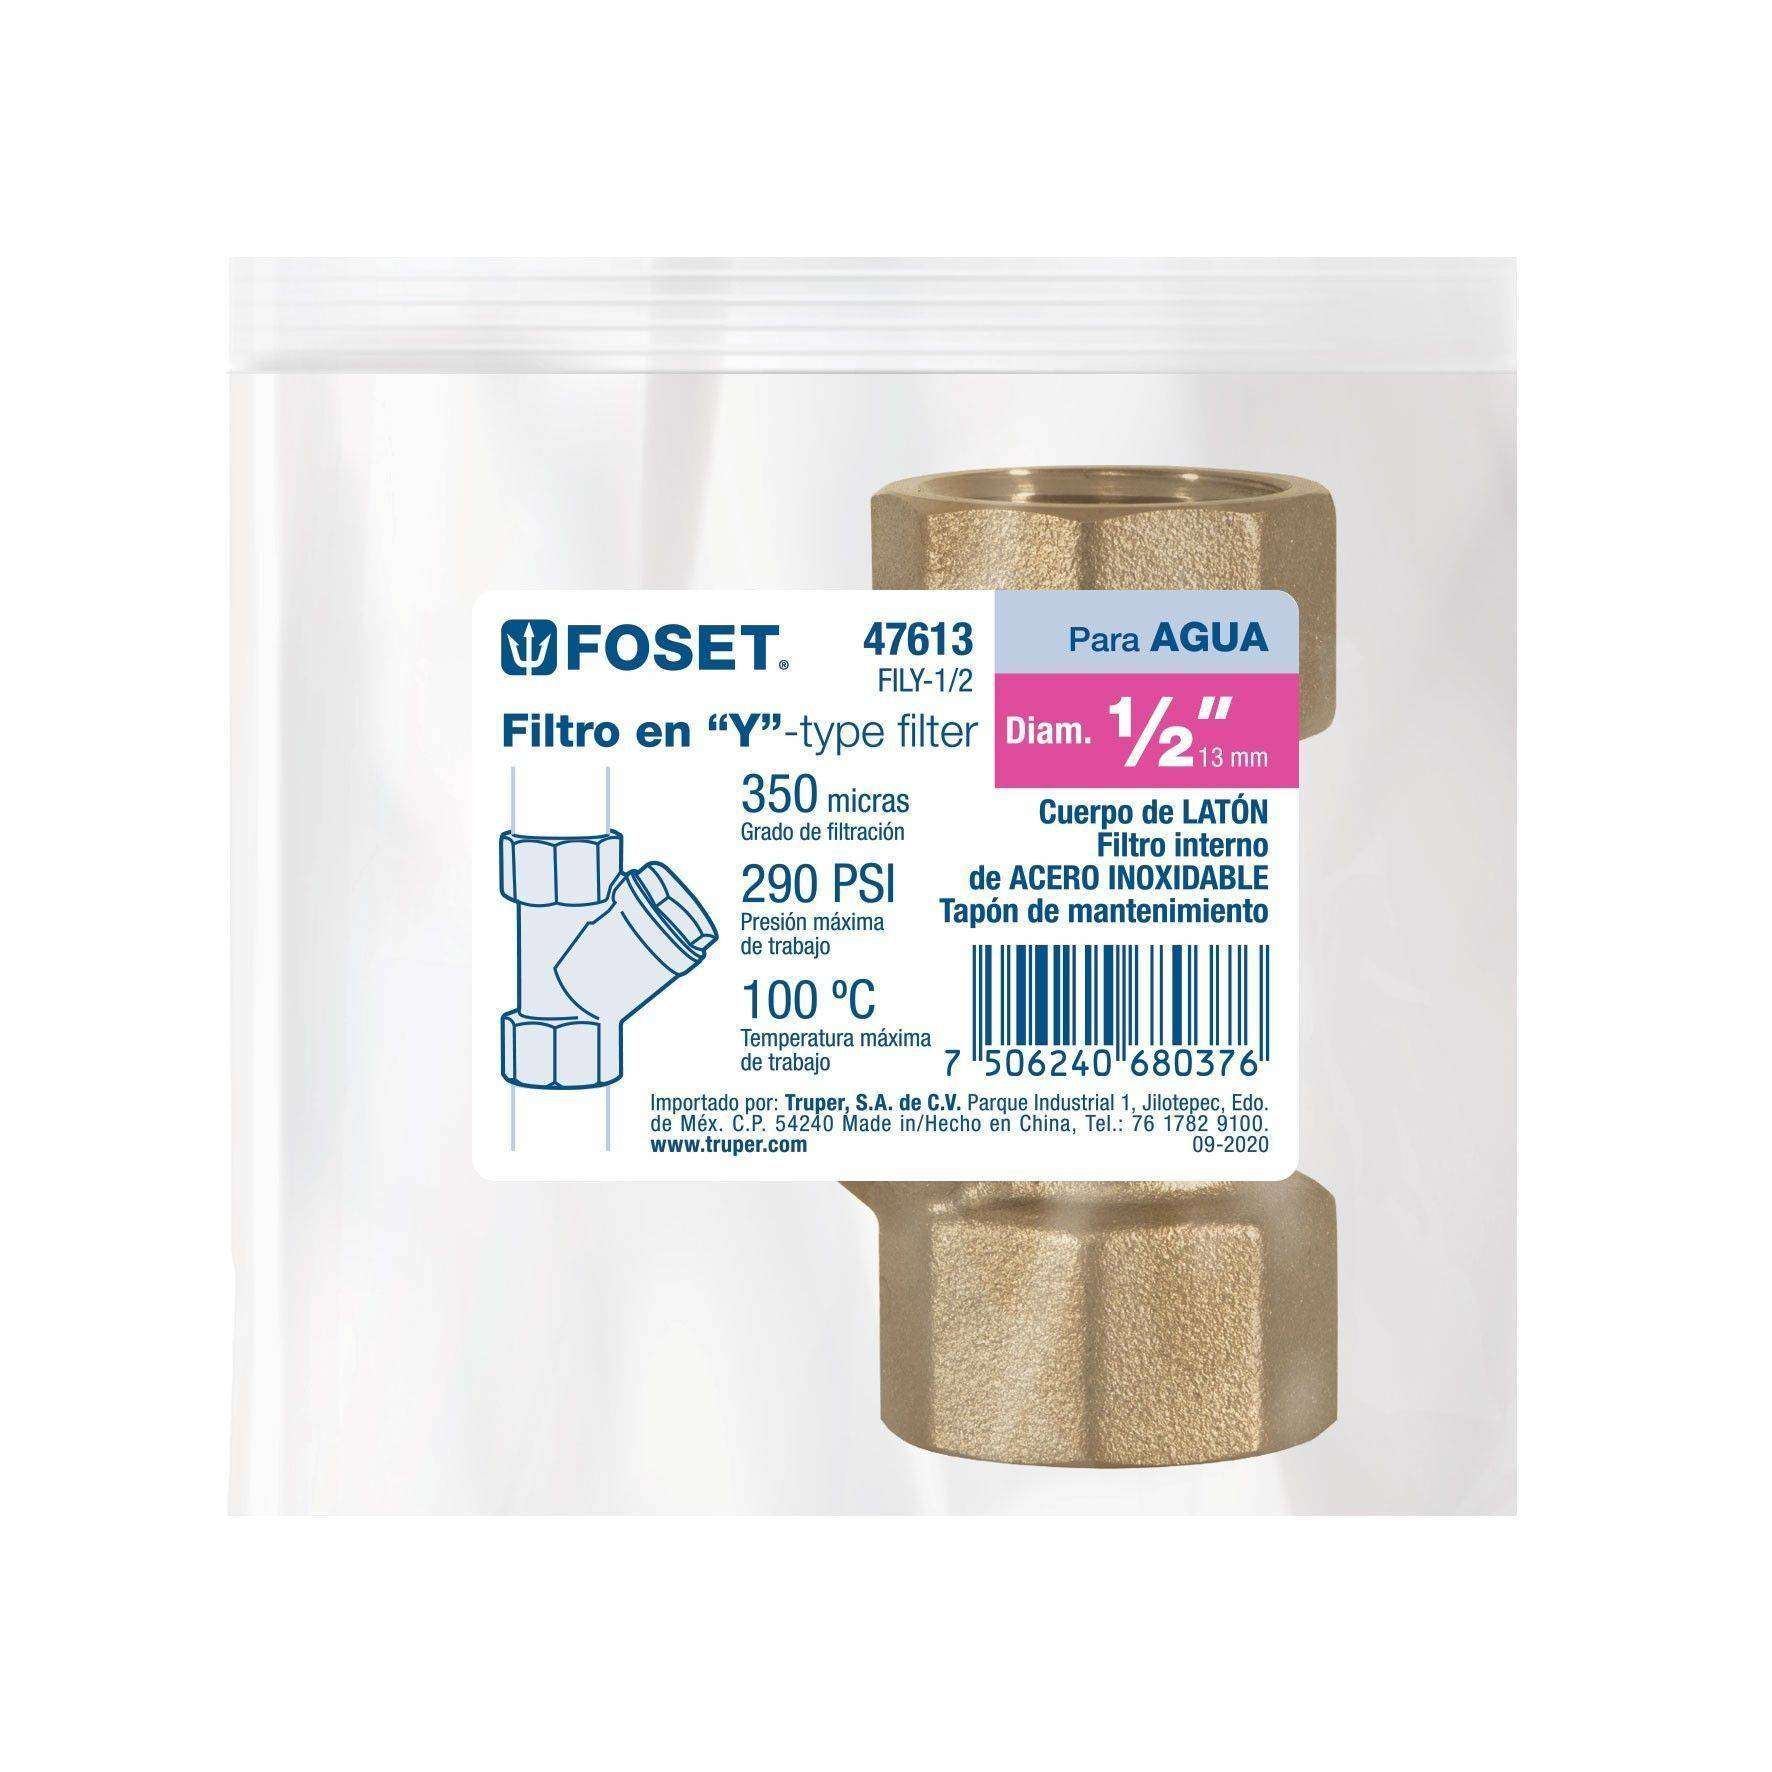 FOSET®
47613
FILY-1/2
Para AGUA
Filtro en “Y”-type filter
Diam. 1/2" 13 mm
350 micras
Grado de filtración
290 PSI
Presión máxima
de trabajo
100 ºC
Temperatura máxima
de trabajo
Cuerpo de LATÓN
Filtro interno
de ACERO INOXIDABLE
Tapón de mantenimiento
7 506240 680376
Importado por: Truper, S.A. de C.V. Parque Industrial 1, Jilotepec, Edo.
de Méx. C.P. 54240 Made in/Hecho en China, Tel.: 76 1782 9100.
www.truper.com 09-2020